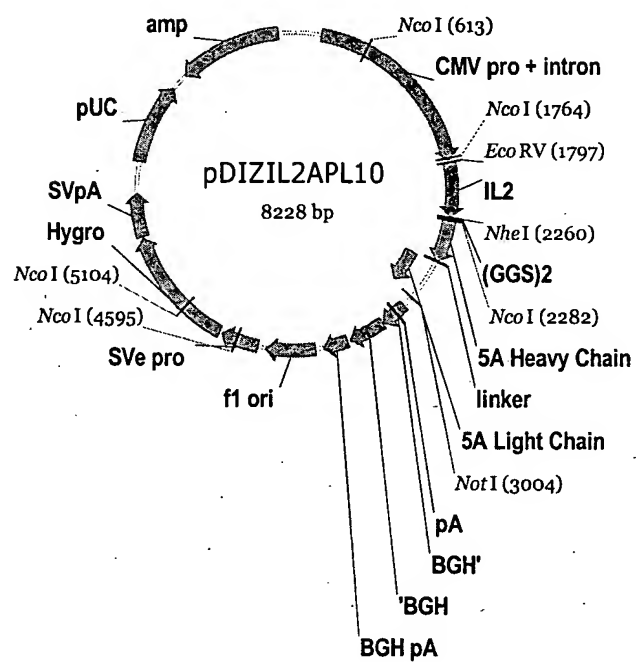 amp
NcoI (613)
CMV pro + intron
pUC
NcoI (1764)
EcoRV (1797)
pDIZIL2APL10
8228 bp
SVpA
IL2
Hygro
NheI (2260)
(GGS)2
NcoI (5104)
NcoI (2282)
NcoI (4595)
SVe pro
5A Heavy Chain
f1 ori
linker
5A Light Chain
NotI (3004)
pA
BGH'
'BGH
BGH pA